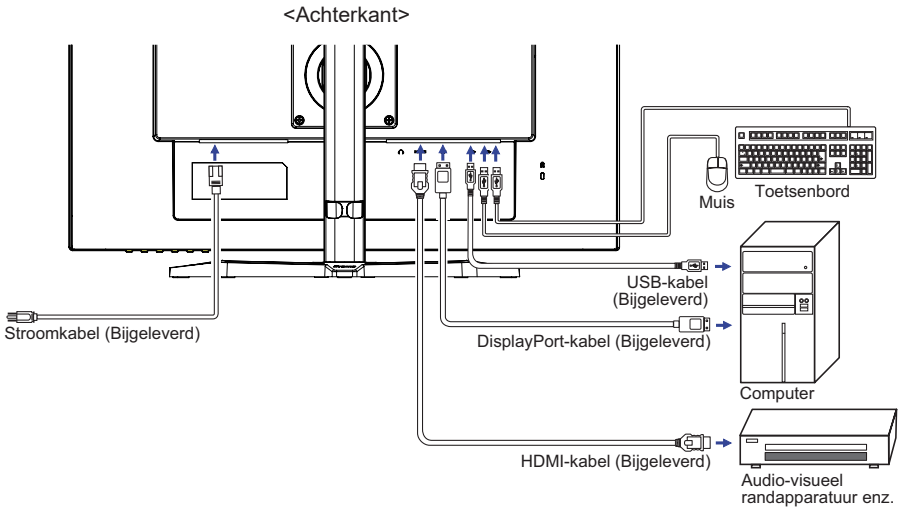 <Achterkant>
Muis
Toetsenbord
USB-kabel
(Bijgeleverd)
Stroomkabel (Bijgeleverd)
DisplayPort-kabel (Bijgeleverd)
Computer
HDMI-kabel (Bijgeleverd)
Audio-visueel
randapparatuur enz.